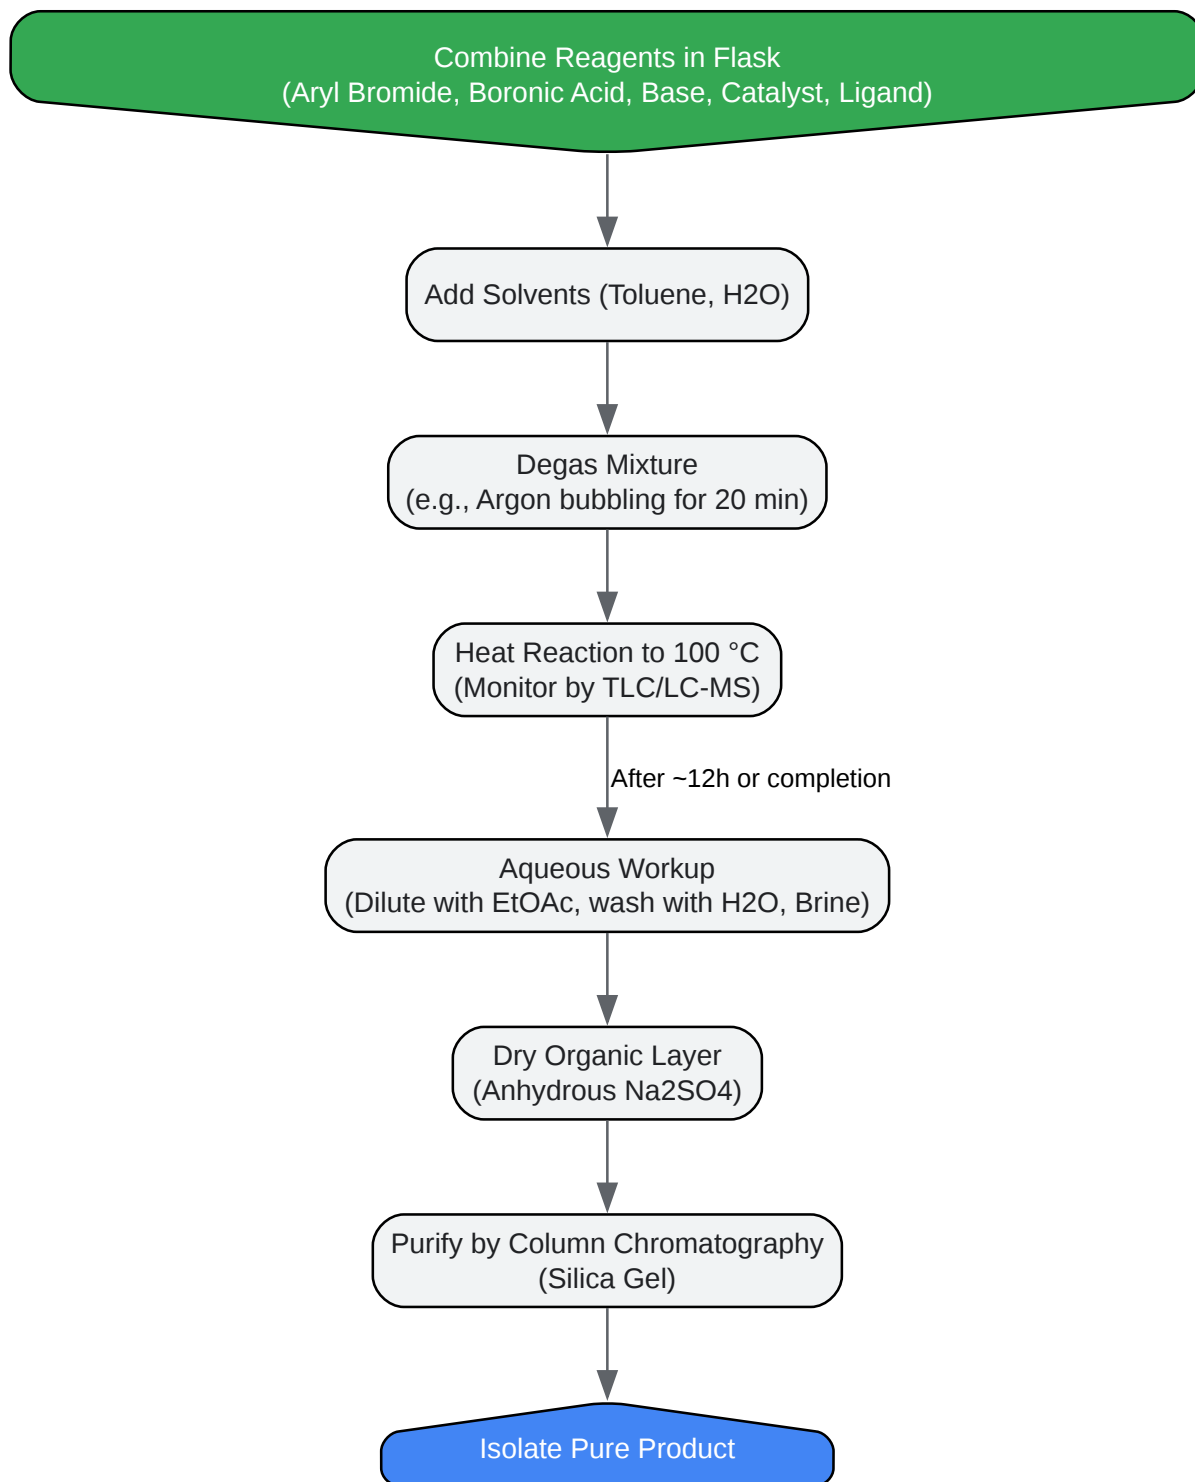 Combine Reagents in Flask
(Aryl Bromide, Boronic Acid, Base, Catalyst, Ligand)
Add Solvents (Toluene, H2O)
Degas Mixture
(e.g., Argon bubbling for 20 min)
Heat Reaction to 100 °C
(Monitor by TLC/LC-MS)
After ~12h or completion
Aqueous Workup
(Dilute with EtOAc, wash with H2O, Brine)
Dry Organic Layer
(Anhydrous Na2SO4)
Purify by Column Chromatography
(Silica Gel)
Isolate Pure Product